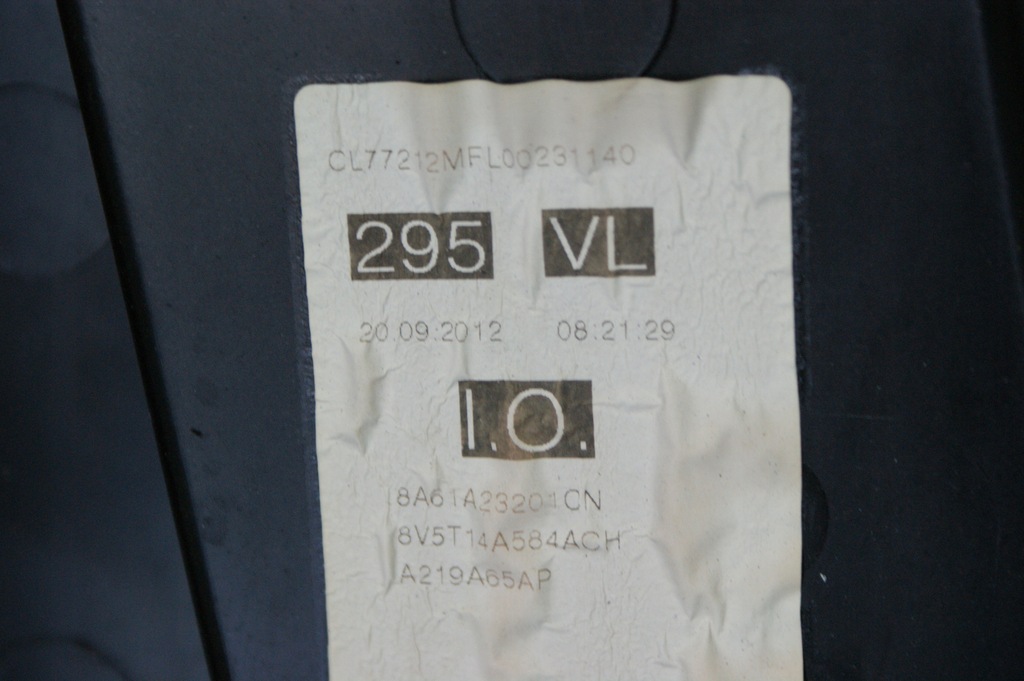 CL77212MFL00231140
295 VL
20.09.2012 08:21:29
I.O.
8A61A23201CN
8V5T14A584ACH
A219A65AP